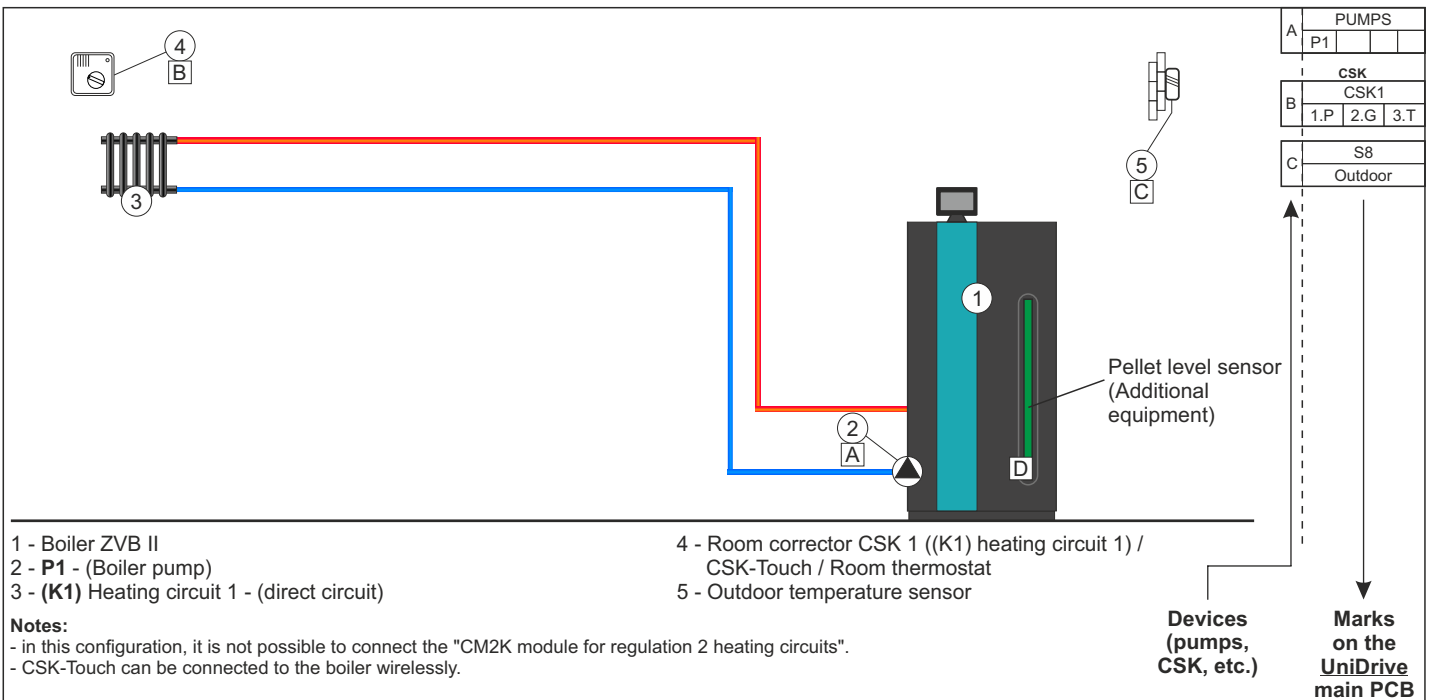 4
B
3
5
C
1
2
A
D
Pellet level sensor
(Additional
equipment)
A
PUMPS
P1
CSK
B
CSK1
1.P 2.G 3.T
C
S8
Outdoor
1 - Boiler ZVB II
2 - P1 - (Boiler pump)
3 - (K1) Heating circuit 1 - (direct circuit)
4 - Room corrector CSK 1 ((K1) heating circuit 1) /
CSK-Touch / Room thermostat
5 - Outdoor temperature sensor
Notes:
- in this configuration, it is not possible to connect the "CM2K module for regulation 2 heating circuits".
- CSK-Touch can be connected to the boiler wirelessly.
Devices
(pumps,
CSK, etc.)
Marks
on the
UniDrive
main PCB